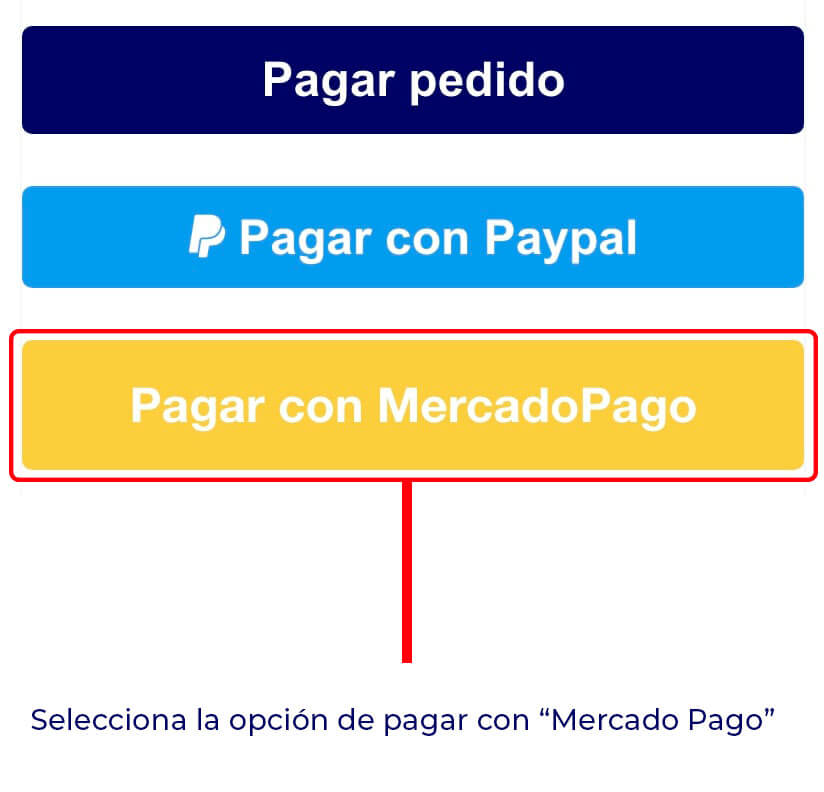 Pagar pedido
Pagar con Paypal
Pagar con MercadoPago
Selecciona la opción de pagar con “Mercado Pago”